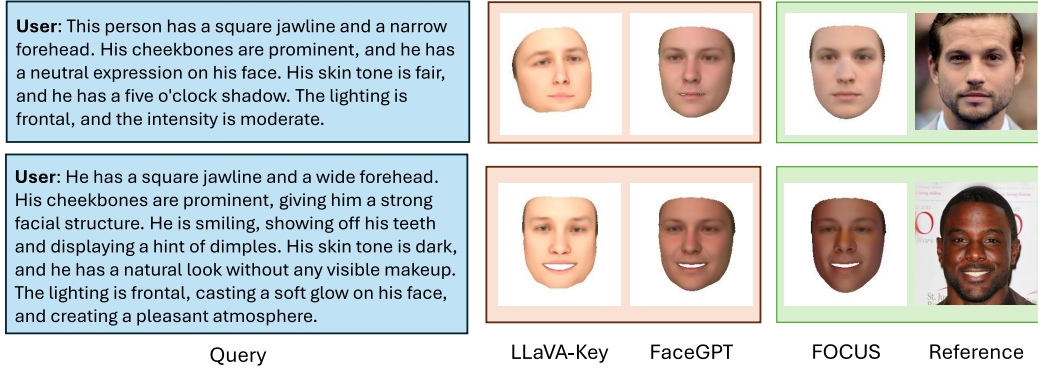 User: This person has a square jawline and a narrow
forehead. His cheekbones are prominent, and he has
a neutral expression on his face. His skin tone is fair,
and he has a five o'clock shadow. The lighting is
frontal, and the intensity is moderate.
User: He has a square jawline and a wide forehead.
His cheekbones are prominent, giving him a strong
facial structure. He is smiling, showing off his teeth
and displaying a hint of dimples. His skin tone is dark,
and he has a natural look without any visible makeup.
The lighting is frontal, casting a soft glow on his face,
and creating a pleasant atmosphere.
O
O
St. Ju
Query
LLaVA-Key
FaceGPT
FOCUS
Reference